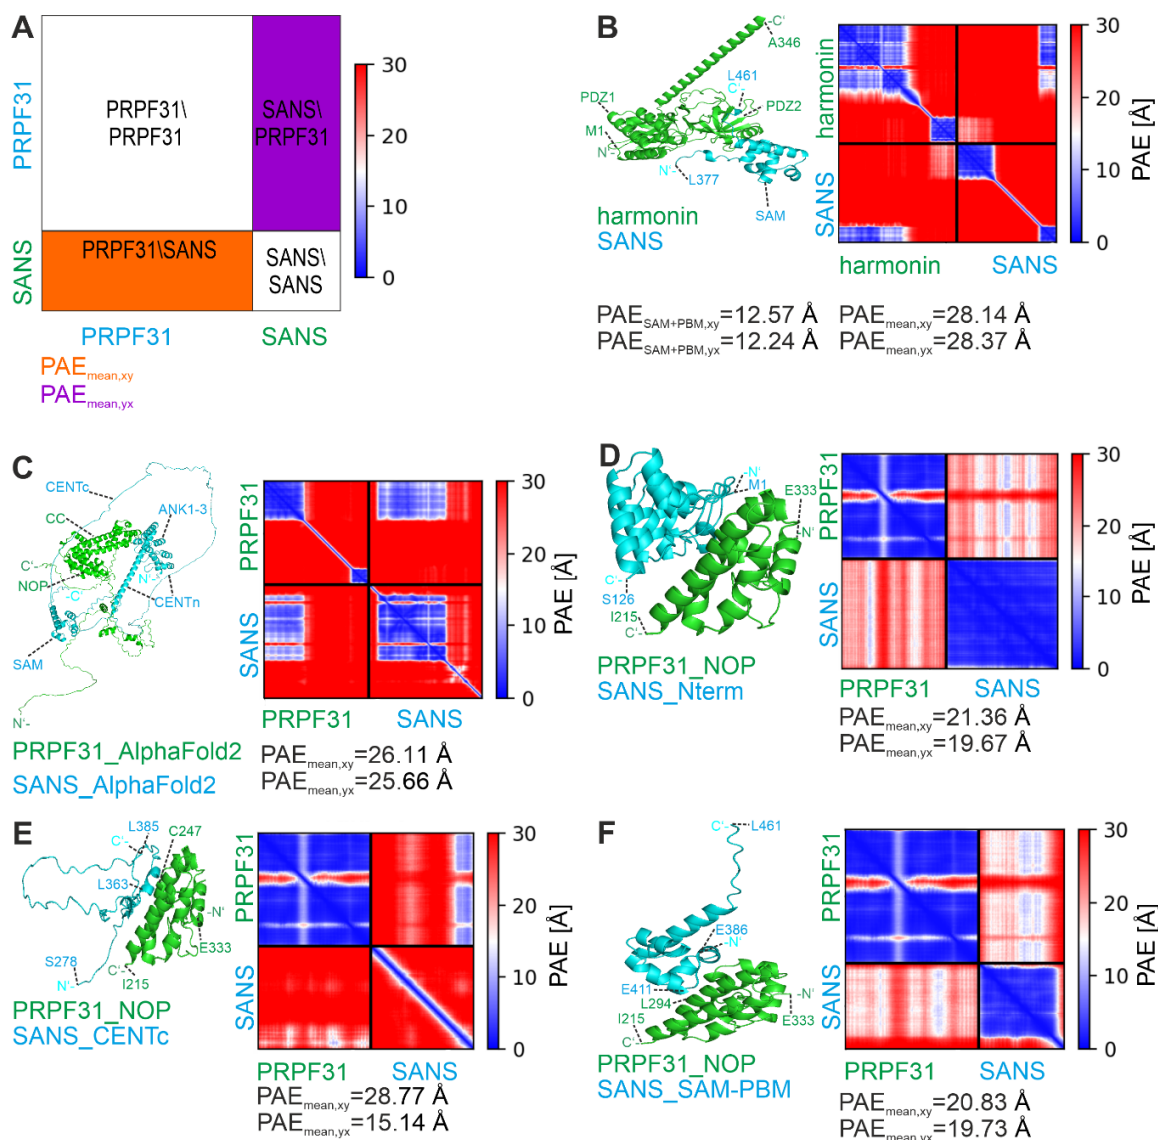 A
PRPF31
SANS
PRPF31\
PRPF31
SANS\
PRPF31
PRPF31\SANS
SANS\
SANS
30
20
10
0
PRPF31
SANS
PAEmean,xy
PAEmean,yx
B
-C'
A346
L461
C'-
PDZ1
PDZ2
M1
N'-
N'-
L377
SAM
harmonin
SANS
harmonin
SANS
harmonin
SANS
30
20
10
0
PAE [Å]
PAESAM+PBM,xy=12.57 Å
PAESAM+PBM,yx=12.24 Å
PAEmean,xy=28.14 Å
PAEmean,yx=28.37 Å
C
CENTc
CC
ANK1-3
C'-
NOP
N'-
-C'
CENTn
SAM
N'-
PRPF31_AlphaFold2
SANS_AlphaFold2
PRPF31
SANS
PRPF31
SANS
30
20
10
0
PAE [Å]
PAEmean,xy=26.11 Å
PAEmean,yx=25.66 Å
D
-N'
M1
E333
-N'
C'-
S126
I215
C'-
PRPF31_NOP
SANS_Nterm
PRPF31
SANS
PRPF31
SANS
30
20
10
0
PAE [Å]
PAEmean,xy=21.36 Å
PAEmean,yx=19.67 Å
E
L385
C'-
C247
L363
-N'
E333
S278
N'-
C'-
I215
PRPF31_NOP
SANS_CENTc
PRPF31
SANS
PRPF31
SANS
30
20
10
0
PAE [Å]
PAEmean,xy=28.77 Å
PAEmean,yx=15.14 Å
F
C'-
L461
E386
-N'
E411
L294
I215
-N'
E333
C'-
PRPF31_NOP
SANS_SAM-PBM
PRPF31
SANS
PRPF31
SANS
30
20
10
0
PAE [Å]
PAEmean,xy=20.83 Å
PAEmean,yx=19.73 Å